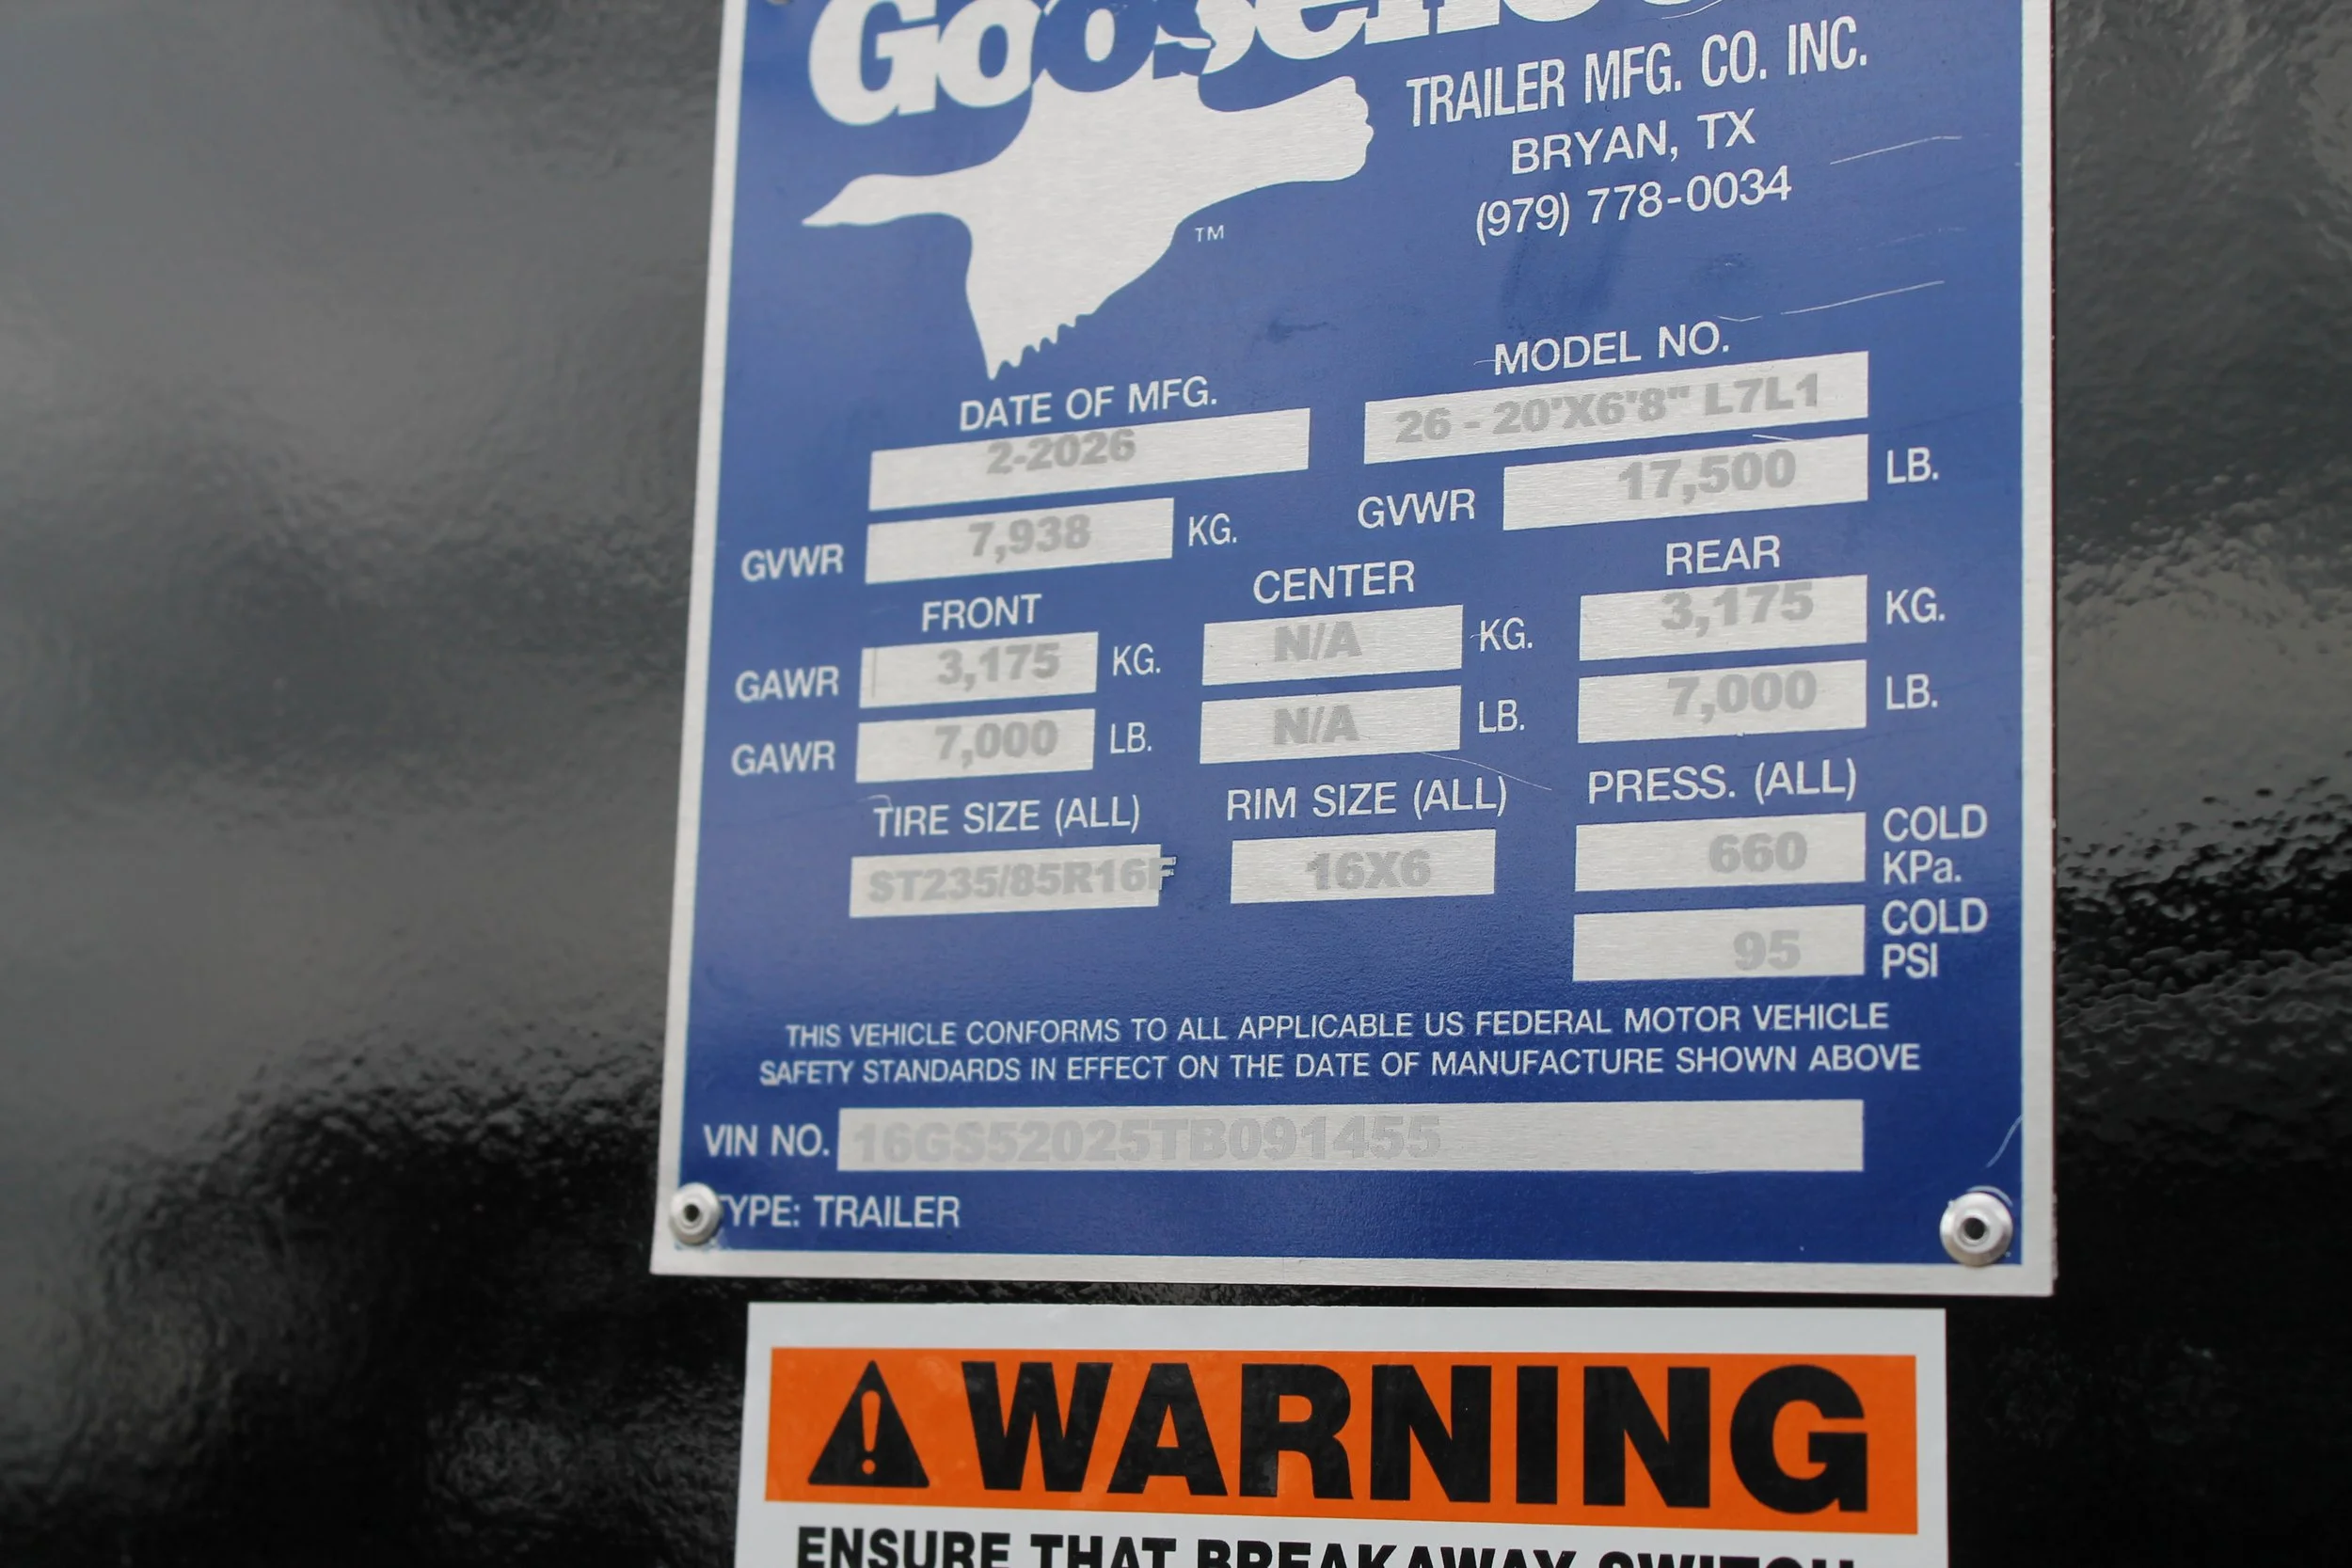 TRAILER MFG. CO. INC.
BRYAN, TX
(979) 778-0034
TM
DATE OF MFG. MODEL NO.
2-2026 26 - 20'X6'8" L7L1
GVWR 7,938 KG. GVWR 17,500 LB.
FRONT CENTER REAR
GAWR 3,175 KG. N/A KG. 3,175 KG.
GAWR 7,000 LB. N/A LB. 7,000 LB.
TIRE SIZE (ALL) RIM SIZE (ALL) PRESS. (ALL)
ST235/85R16F 16X6 660 COLD KPa.
95 COLD PSI
THIS VEHICLE CONFORMS TO ALL APPLICABLE US FEDERAL MOTOR VEHICLE
SAFETY STANDARDS IN EFFECT ON THE DATE OF MANUFACTURE SHOWN ABOVE
VIN NO. 16GS52025TB091455
TYPE: TRAILER
WARNING
ENSURE THAT BREAKAWAY SWITCH